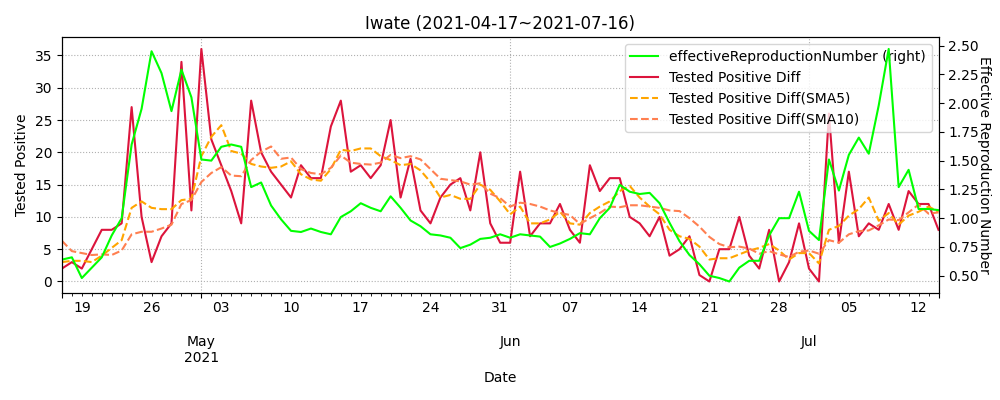 Iwate (2021-04-17~2021-07-16)
effectiveReproductionNumber (right)
Tested Positive Diff
Tested Positive Diff(SMA5)
Tested Positive Diff(SMA10)
Tested Positive
35
30
25
20
15
10
5
0
2.50
2.25
2.00
1.75
1.50
1.25
1.00
0.75
0.50
Effective Reproduction Number
19 26 03 10 17 24 31 07 14 21 28 05 12
May Jun Jul
2021
Date